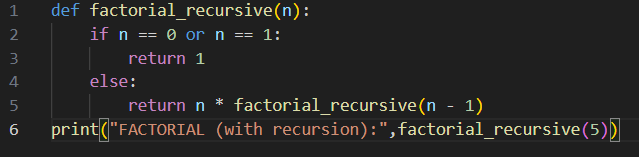 1 def factorial_recursive(n):
2     if n == 0 or n == 1:
3         return 1
4     else:
5         return n * factorial_recursive(n - 1)
6 print("FACTORIAL (with recursion):",factorial_recursive(5))